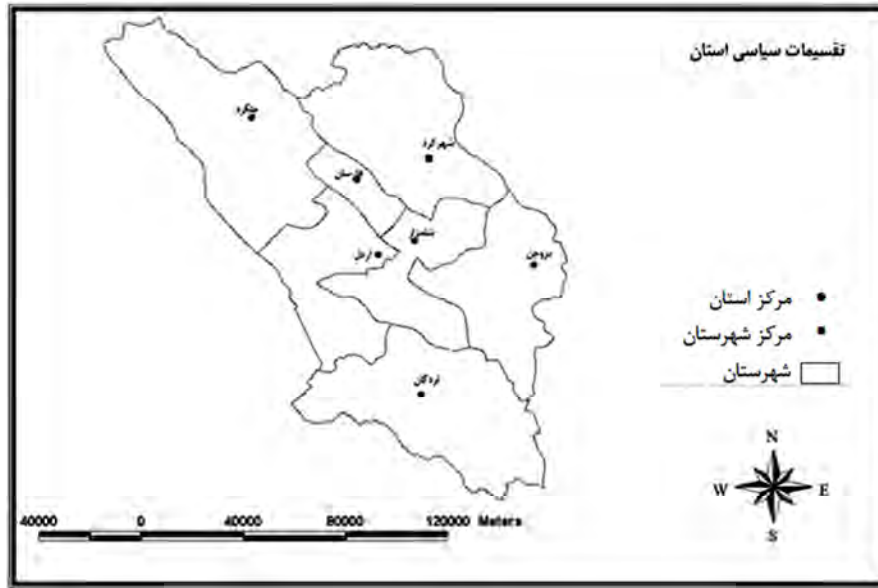 تقسیمات سیاسی استان
چلگرد
شهرکرد
فارسان
شلمزار
اردل
بروجن
لردگان
مرکز استان
مرکز شهرستان
شهرستان
N
W E
S
40000 0 40000 80000 120000 Meters